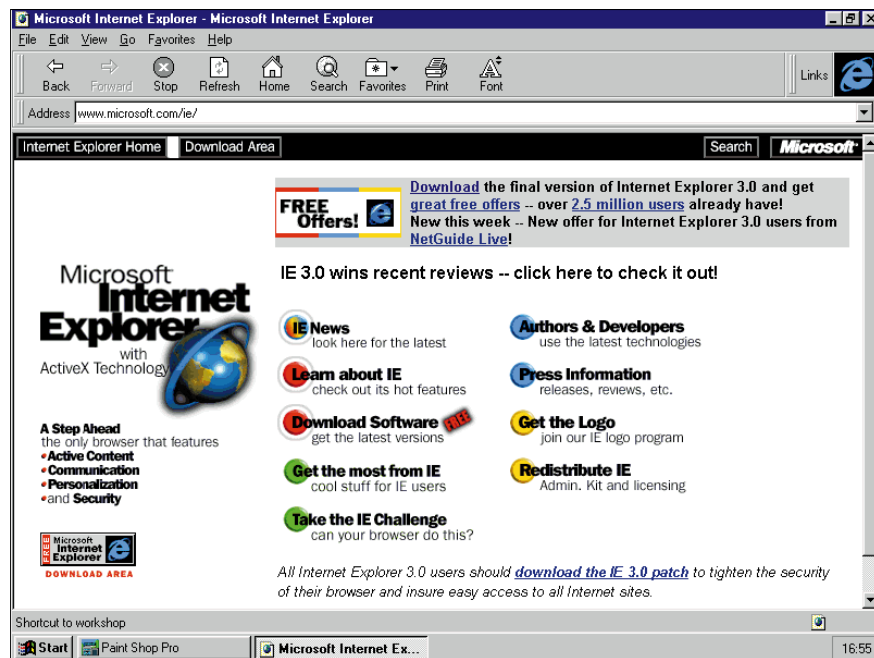 Microsoft Internet Explorer - Microsoft Internet Explorer
File Edit View Go Favorites Help
Back Forward Stop Refresh Home Search Favorites Print Font Links
Address www.microsoft.com/ie/
Internet Explorer Home Download Area Search Microsoft
FREE Offers!
Download the final version of Internet Explorer 3.0 and get
great free offers -- over 2.5 million users already have!
New this week -- New offer for Internet Explorer 3.0 users from
NetGuide Live!
Microsoft
Internet
Explorer
with
ActiveX Technology
A Step Ahead
the only browser that features
•Active Content
•Communication
•Personalization
•and Security
FREE
Microsoft
Internet
Explorer
DOWNLOAD AREA
IE 3.0 wins recent reviews -- click here to check it out!
IE News
look here for the latest
Learn about IE
check out its hot features
Download Software FREE
get the latest versions
Get the most from IE
cool stuff for IE users
Take the IE Challenge
can your browser do this?
Authors & Developers
use the latest technologies
Press Information
releases, reviews, etc.
Get the Logo
join our IE logo program
Redistribute IE
Admin. Kit and licensing
All Internet Explorer 3.0 users should download the IE 3.0 patch to tighten the security
of their browser and insure easy access to all Internet sites.
Shortcut to workshop
Start Paint Shop Pro Microsoft Internet Ex... 16:55